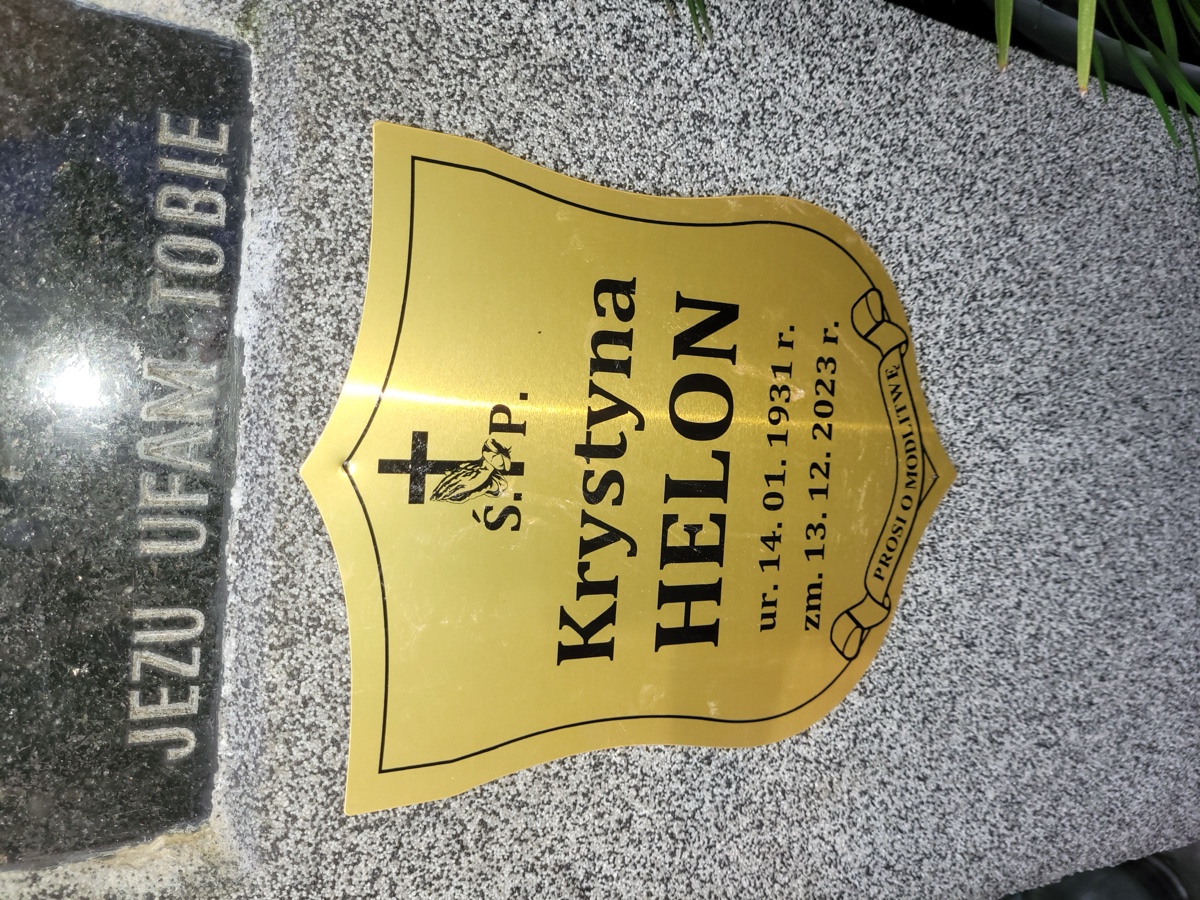 JEZU UFAM TOBIE
Ś. P.
Krystyna
HELON
ur. 14. 01. 1931 r.
zm. 13. 12. 2023 r.
PROSI O MODLITWĘ